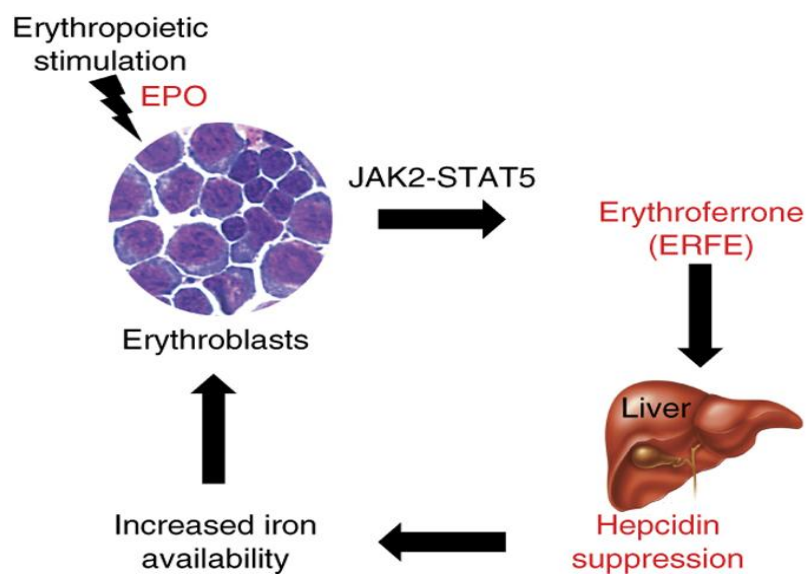 Erythropoietic
stimulation
EPO
JAK2-STAT5
Erythroferrone
(ERFE)
Erythroblasts
Liver
Increased iron
availability
Hepcidin
suppression